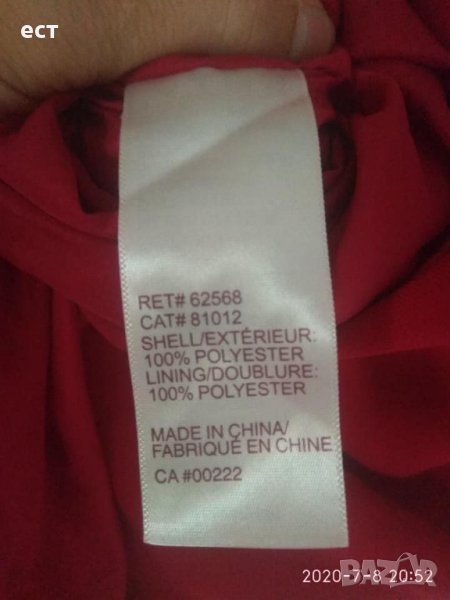 ест
RET# 62568
CAT# 81012
SHELL/EXTÉRIEUR:
100% POLYESTER
LINING/DOUBLURE:
100% POLYESTER
MADE IN CHINA/
FABRIQUÉ EN CHINE
CA #00222
2020-7-8 20:52
BAZAR